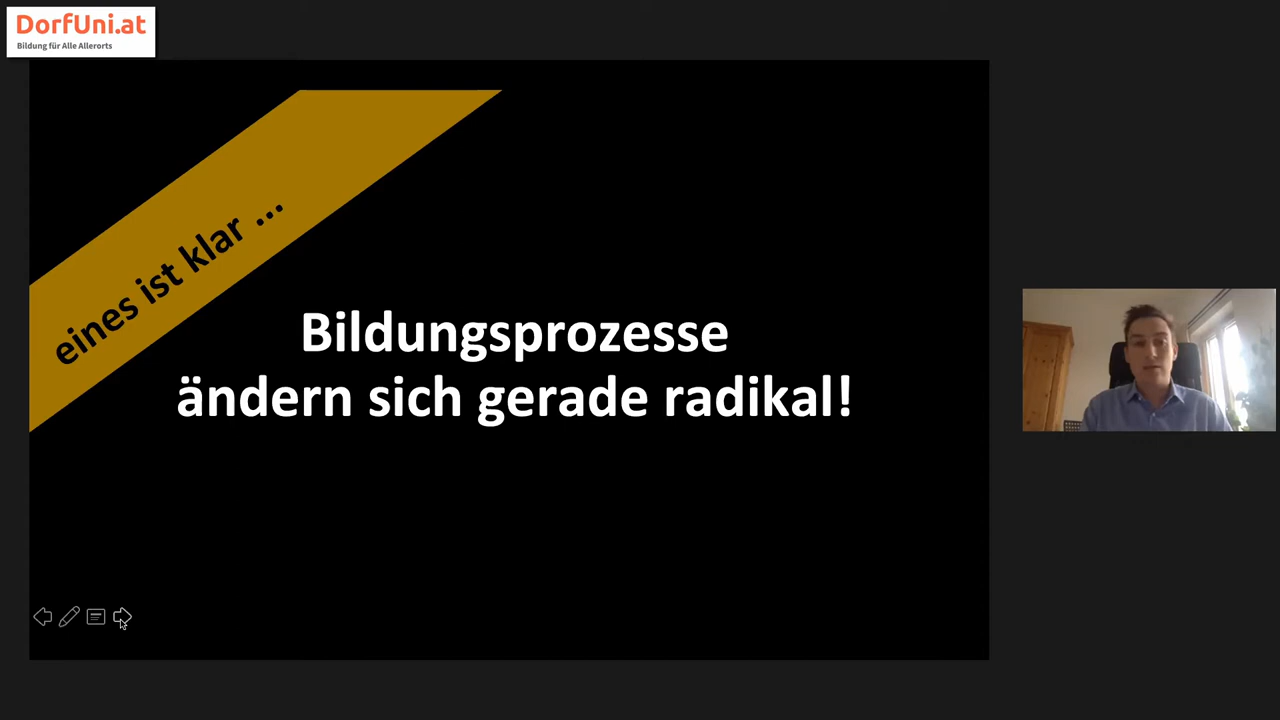 DorfUni.at
Bildung für Alle Allerorts
eines ist klar ...
Bildungsprozesse
ändern sich gerade radikal!